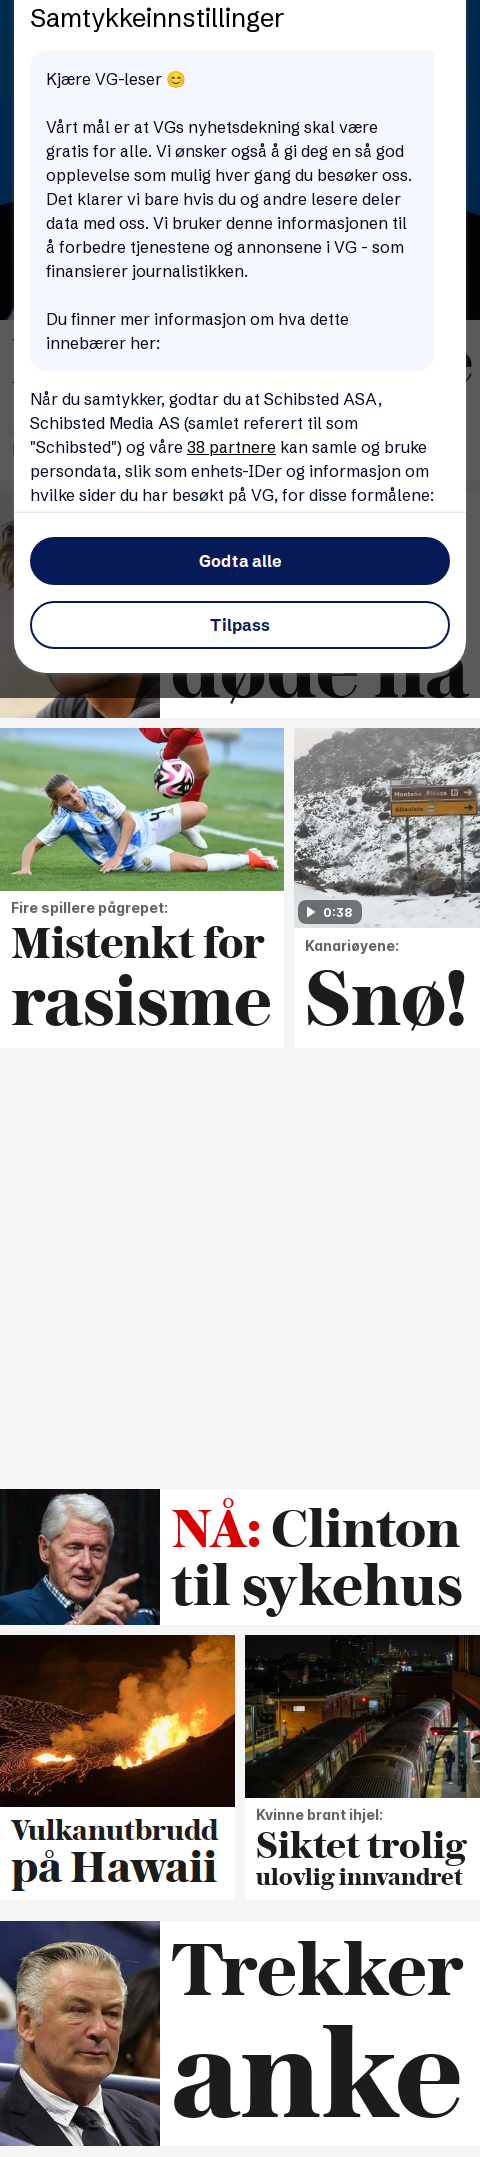 Samtykkeinnstillinger
Kjære VG-leser 😊
Vårt mål er at VGs nyhetsdekning skal være
gratis for alle. Vi ønsker også å gi deg en så god
opplevelse som mulig hver gang du besøker oss.
Det klarer vi bare hvis du og andre lesere deler
data med oss. Vi bruker denne informasjonen til
å forbedre tjenestene og annonsene i VG - som
finansierer journalistikken.
Du finner mer informasjon om hva dette
innebærer her:
Når du samtykker, godtar du at Schibsted ASA,
Schibsted Media AS (samlet referert til som
"Schibsted") og våre 38 partnere kan samle og bruke
persondata, slik som enhets-IDer og informasjon om
hvilke sider du har besøkt på VG, for disse formålene:
Godta alle
Tilpass
døde nå
4
4
Montaña Blanca
Altavista
0:38
Fire spillere pågrepet:
Mistenkt for
rasisme
Kanariøyene:
Snø!
NÅ: Clinton
til sykehus
Vulkanutbrudd
på Hawaii
Kvinne brant ihjel:
Siktet trolig
ulovlig innvandret
Trekker
anke